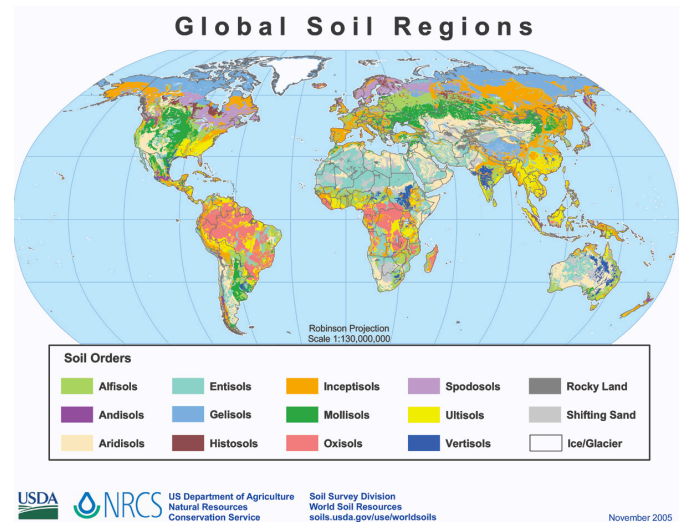 Global Soil Regions
Robinson Projection
Scale 1:130,000,000
Soil Orders
Alfisols
Entisols
Inceptisols
Spodosols
Rocky Land
Andisols
Gelisols
Mollisols
Ultisols
Shifting Sand
Aridisols
Histosols
Oxisols
Vertisols
Ice/Glacier
USDA
NRCS
US Department of Agriculture
Natural Resources
Conservation Service
Soil Survey Division
World Soil Resources
soils.usda.gov/use/worldsoils
November 2005